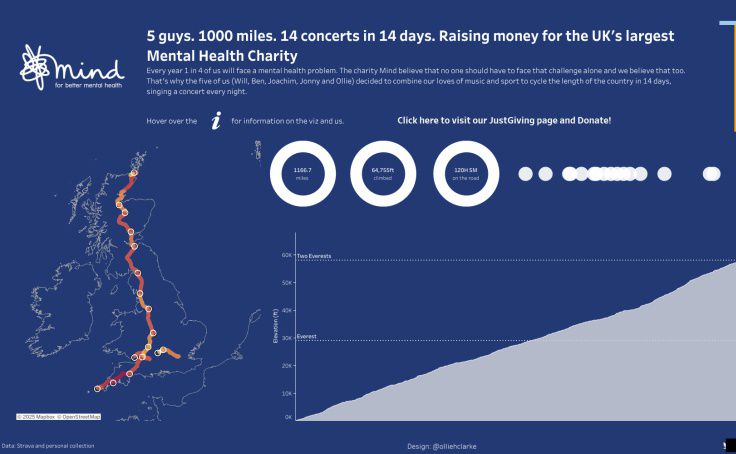 5 guys. 1000 miles. 14 concerts in 14 days. Raising money for the UK's largest
Mental Health Charity
mind
for better mental health
Every year 1 in 4 of us will face a mental health problem. The charity Mind believe that no one should have to face that challenge alone and we believe that too.
That's why the five of us (Will, Ben, Joachim, Jonny and Ollie) decided to combine our loves of music and sport to cycle the length of the country in 14 days,
singing a concert every night.
Hover over the i for information on the viz and us.
Click here to visit our JustGiving page and Donate!
1166.7
miles
64,755ft
climbed
120H 5M
on the road
60K
Two Everests
50K
40K
Elevation (ft)
Everest
30K
20K
10K
0K
© 2025 Mapbox © OpenStreetMap
Data: Strava and personal collection
Design: @olliehclarke